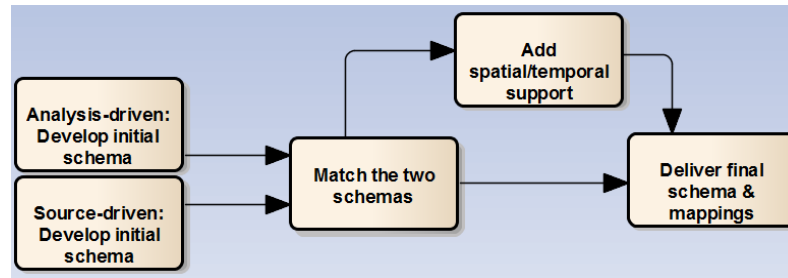 Analysis-driven:
Develop initial
schema
Source-driven:
Develop initial
schema
Match the two
schemas
Add
spatial/temporal
support
Deliver final
schema &
mappings